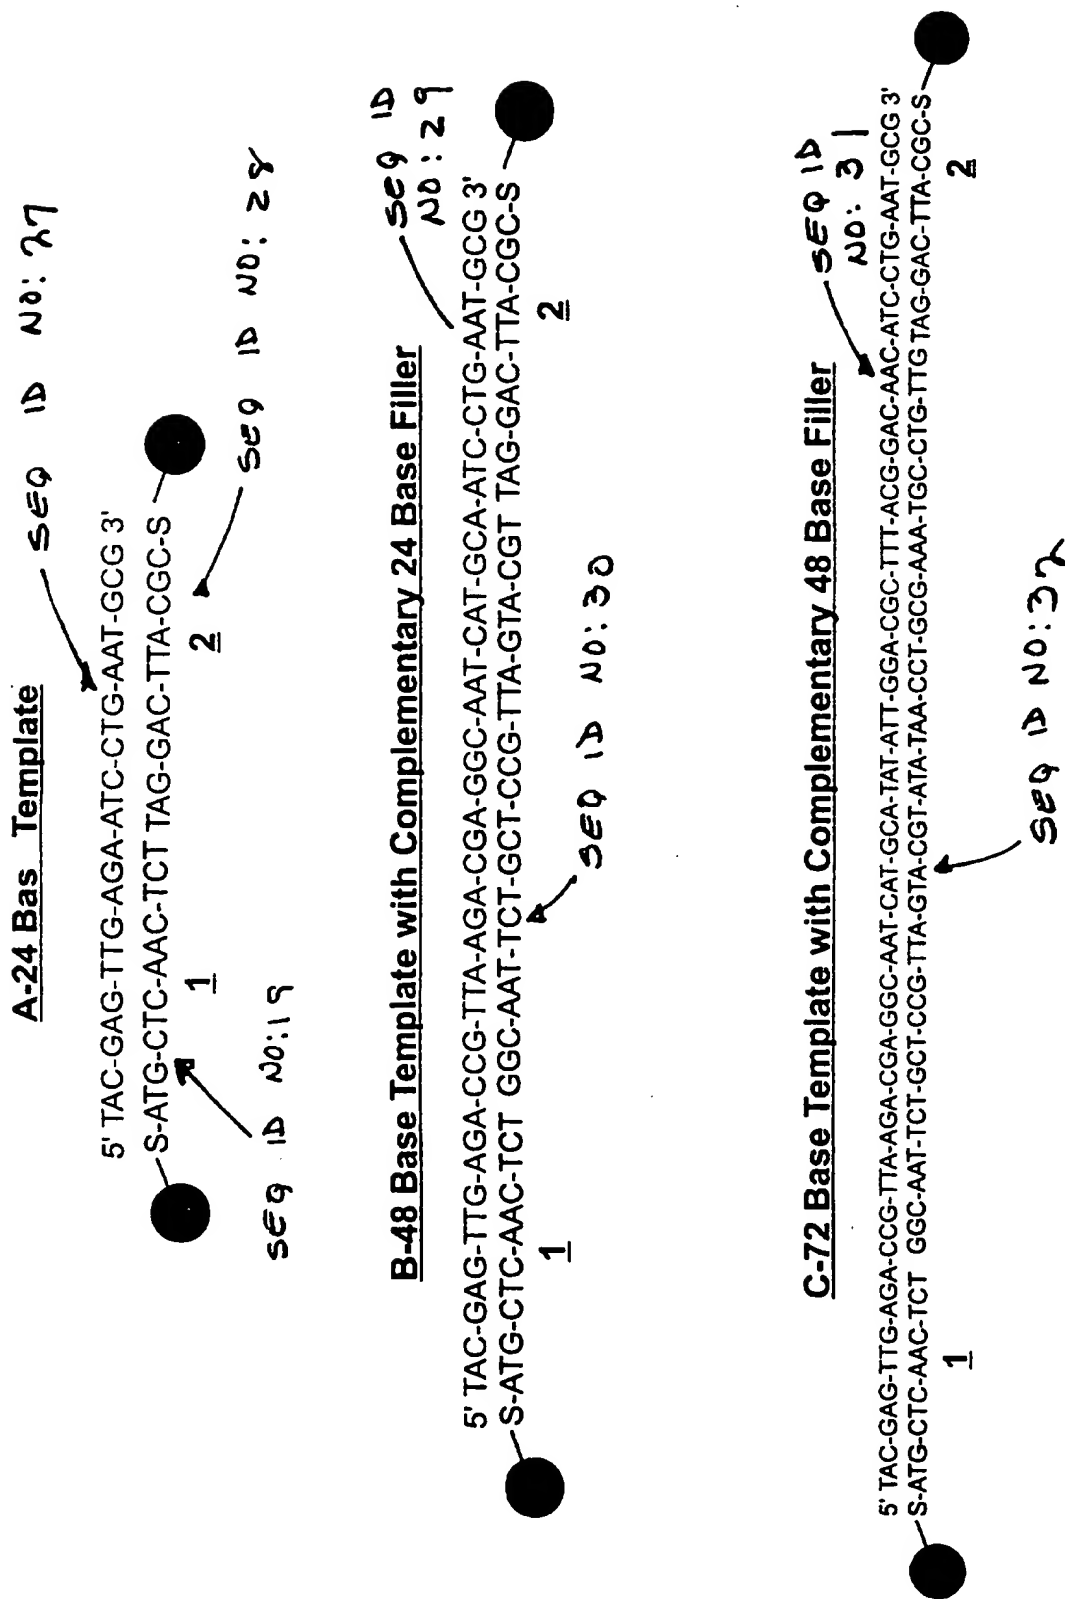 A-24 Bas Template
SEQ ID NO: 27
5' TAC-GAG-TTG-AGA-ATC-CTG-AAT-GCG 3'
S-ATG-CTC-AAC-TCT TAG-GAC-TTA-CGC-S
1
2
SEQ ID NO: 19
SEQ ID NO: 28
B-48 Base Template with Complementary 24 Base Filler
SEQ ID
NO: 29
5' TAC-GAG-TTG-AGA-CCG-TTA-AGA-CGA-GGC-AAT-CAT-GCA-ATC-CTG-AAT-GCG 3'
S-ATG-CTC-AAC-TCT GGC-AAT-TCT-GCT-CCG-TTA-GTA-CGT TAG-GAC-TTA-CGC-S
1
2
SEQ ID NO: 30
C-72 Base Template with Complementary 48 Base Filler
SEQ ID
NO: 31
5' TAC-GAG-TTG-AGA-CCG-TTA-AGA-CGA-GGC-AAT-CAT-GCA-TAT-ATT-GGA-CGC-TTT-ACG-GAC-AAC-ATC-CTG-AAT-GCG 3'
S-ATG-CTC-AAC-TCT GGC-AAT-TCT-GCT-CCG-TTA-GTA-CGT-ATA-TAA-CCT-GCG-AAA-TGC-CTG-TTG TAG-GAC-TTA-CGC-S
1
2
SEQ ID NO: 32